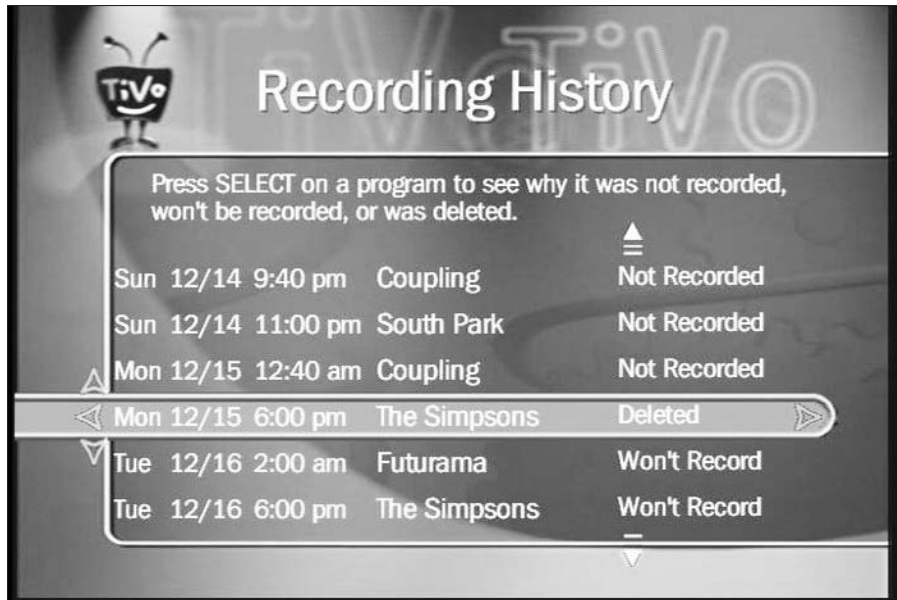 TiVo TiVo
TiVo
Recording History
Press SELECT on a program to see why it was not recorded,
won't be recorded, or was deleted.
Sun 12/14 9:40 pm Coupling Not Recorded
Sun 12/14 11:00 pm South Park Not Recorded
Mon 12/15 12:40 am Coupling Not Recorded
Mon 12/15 6:00 pm The Simpsons Deleted
Tue 12/16 2:00 am Futurama Won't Record
Tue 12/16 6:00 pm The Simpsons Won't Record